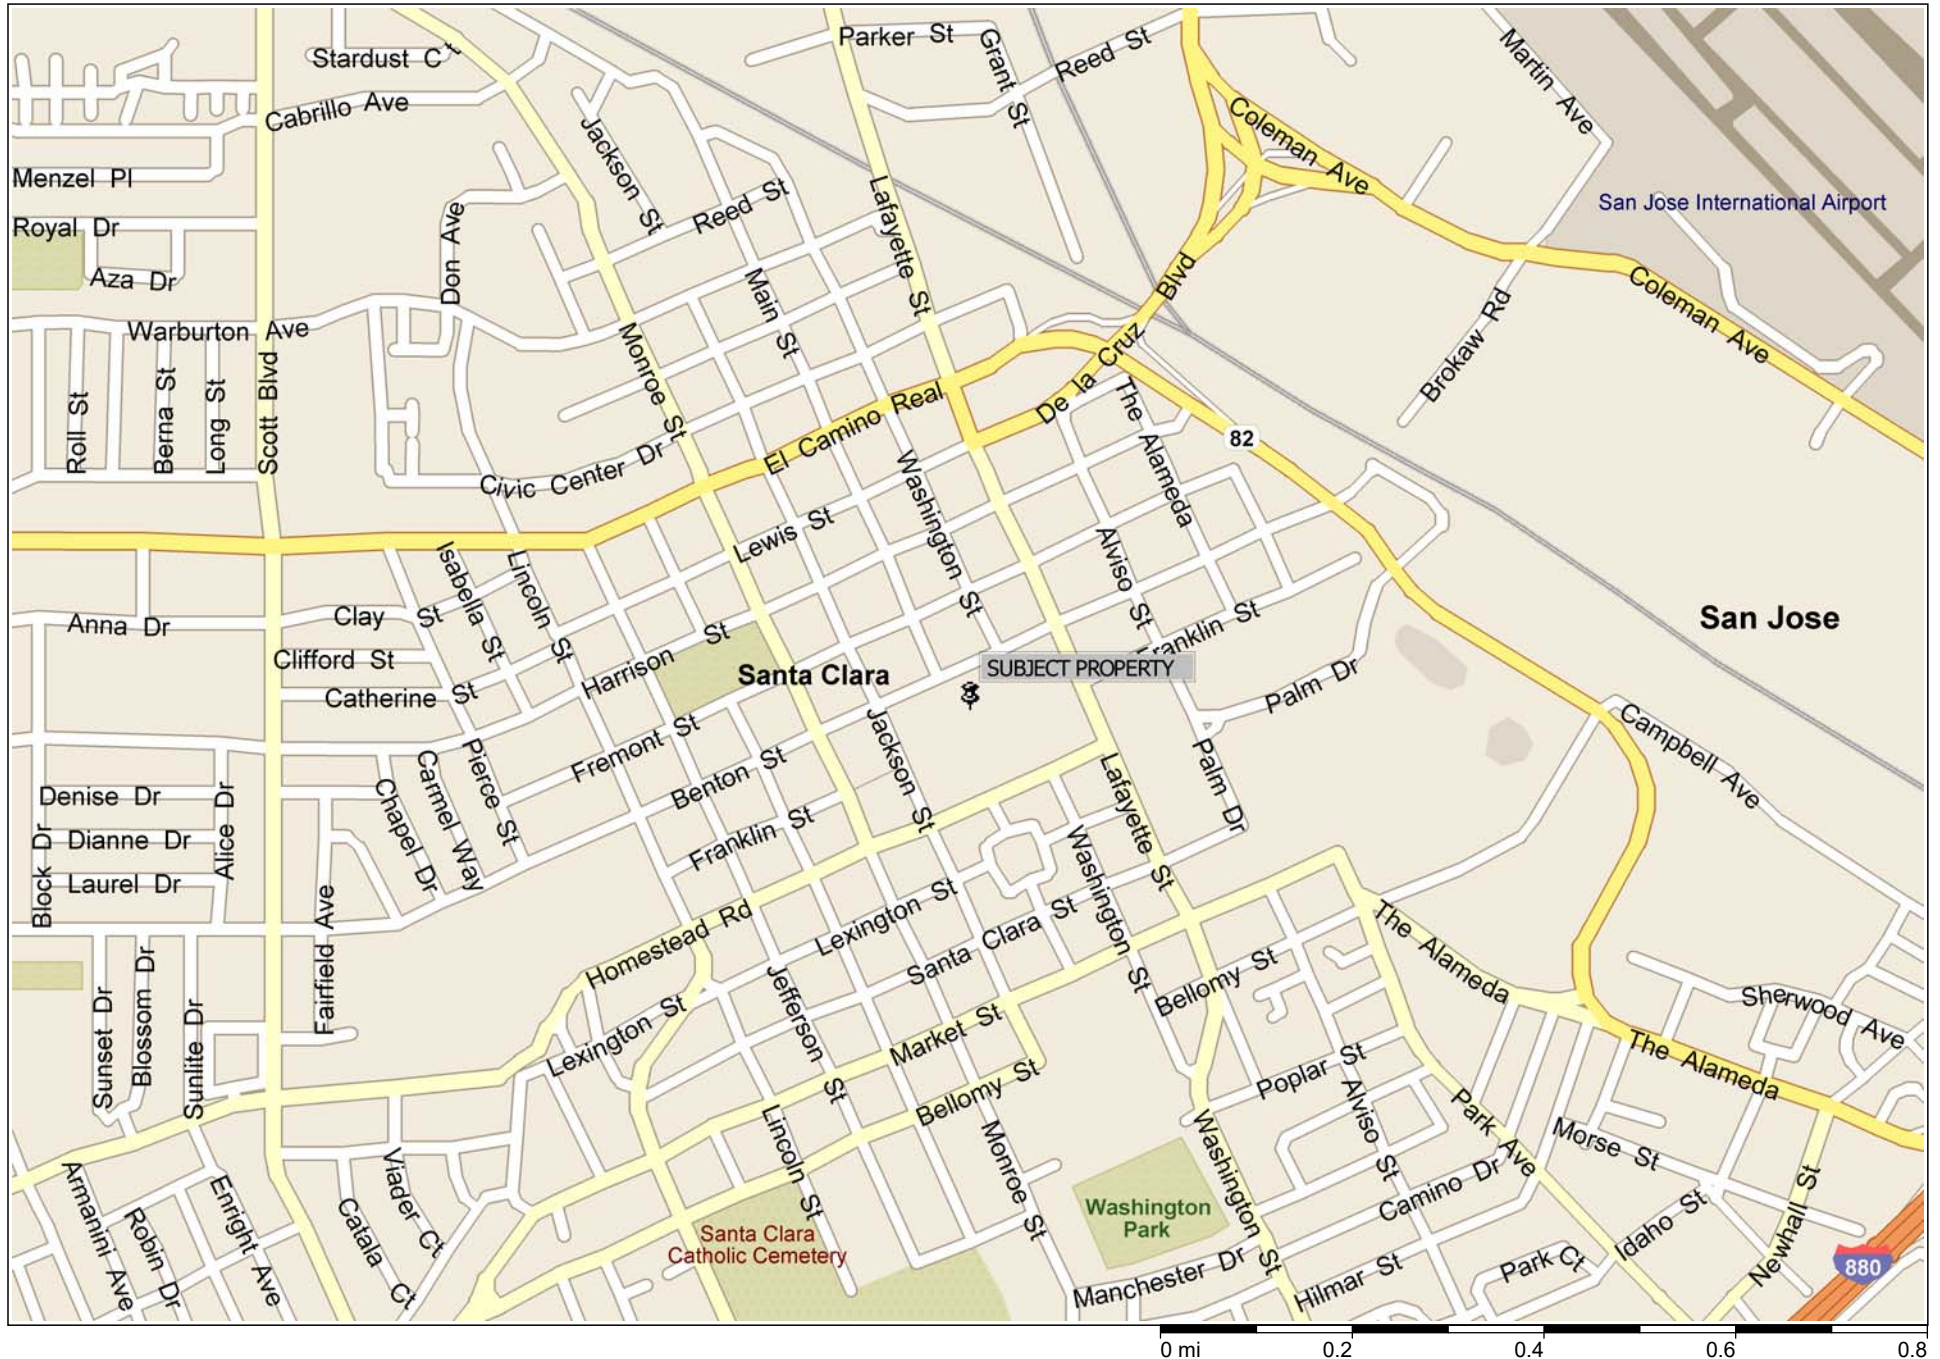 Parker St
Grant St
Reed St
Martin Ave
Stardust Ct
Cabrillo Ave
Coleman Ave
Jackson St
Menzel Pl
Reed St
Lafayette St
San Jose International Airport
Royal Dr
Don Ave
Aza Dr
Main St
Blvd
Coleman Ave
Warburton Ave
Monroe St
De la Cruz
Brokaw Rd
Roll St
Berna St
Long St
Scott Blvd
El Camino Real
The Alameda
82
Civic Center Dr
Washington St
Lewis St
Isabella St
Lincoln St
Alviso St
Anna Dr
Clay St
Franklin St
San Jose
Clifford St
Harrison St
Santa Clara
SUBJECT PROPERTY
Catherine St
Palm Dr
Jackson St
Fremont St
Campbell Ave
Pierce St
Carmel Way
Chapel Dr
Benton St
Palm Dr
Lafayette St
Denise Dr
Dianne Dr
Laurel Dr
Block Dr
Alice Dr
Franklin St
Washington St
Fairfield Ave
Homestead Rd
Lexington St
Santa Clara St
The Alameda
Bellomy St
Sunset Dr
Blossom Dr
Sunlite Dr
Lexington St
Jefferson St
Market St
Sherwood Ave
The Alameda
Poplar St
Alviso St
Bellomy St
Lincoln St
Monroe St
Washington St
Park Ave
Morse St
Armanini Ave
Robin Dr
Enright Ave
Viader Ct
Catala Ct
Camino Dr
Washington
Park
Santa Clara
Catholic Cemetery
Idaho St
Newhall St
Manchester Dr
Hilmar St
Park Ct
880
0 mi 0.2 0.4 0.6 0.8